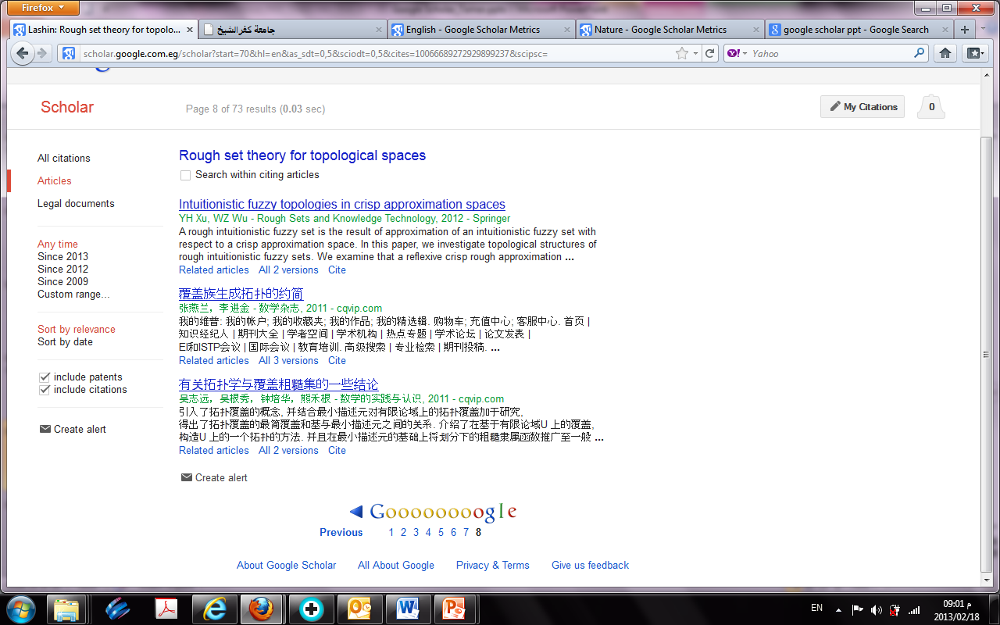 Firefox
Lashin: Rough set theory for topolo...
جامعة كفرالشيخ
English - Google Scholar Metrics
Nature - Google Scholar Metrics
google scholar ppt - Google Search
scholar.google.com.eg/scholar?start=70&hl=en&as_sdt=0,5&sciodt=0,5&cites=10066689272929899237&scipsc=
Yahoo
Scholar
Page 8 of 73 results (0.03 sec)
My Citations
0
All citations
Articles
Legal documents
Any time
Since 2013
Since 2012
Since 2009
Custom range...
Sort by relevance
Sort by date
include patents
include citations
Create alert
Rough set theory for topological spaces
Search within citing articles
Intuitionistic fuzzy topologies in crisp approximation spaces
YH Xu, WZ Wu - Rough Sets and Knowledge Technology, 2012 - Springer
A rough intuitionistic fuzzy set is the result of approximation of an intuitionistic fuzzy set with
respect to a crisp approximation space. In this paper, we investigate topological structures of
rough intuitionistic fuzzy sets. We examine that a reflexive crisp rough approximation ...
Related articles All 2 versions Cite
覆盖族生成拓扑的约简
张燕兰, 李进金 - 数学杂志, 2011 - cqvip.com
我的维普: 我的帐户; 我的收藏夹; 我的作品; 我的精选辑. 购物车; 充值中心; 客服中心. 首页 |
知识经纪人 | 期刊大全 | 学者空间 | 学术机构 | 热点专题 | 学术论坛 | 论文发表 |
EI和ISTP会议 | 国际会议 | 教育培训. 高级搜索 | 专业检索 | 期刊投稿. ...
Related articles All 3 versions Cite
有关拓扑学与覆盖粗糙集的一些结论
吴志远, 吴根秀, 钟培华, 熊禾根 - 数学的实践与认识, 2011 - cqvip.com
引入了拓扑覆盖的概念, 并结合最小描述元对有限论域上的拓扑覆盖加于研究,
得出了拓扑覆盖的最简覆盖和基与最小描述元之间的关系. 介绍了在基于有限论域U 上的覆盖,
构造U 上的一个拓扑的方法. 并且在最小描述元的基础上将划分下的粗糙隶属函数推广至一般 ...
Related articles All 2 versions Cite
Create alert
Gooooooooogle
Previous 1 2 3 4 5 6 7 8
About Google Scholar All About Google Privacy & Terms Give us feedback
EN
09:01 م
2013/02/18